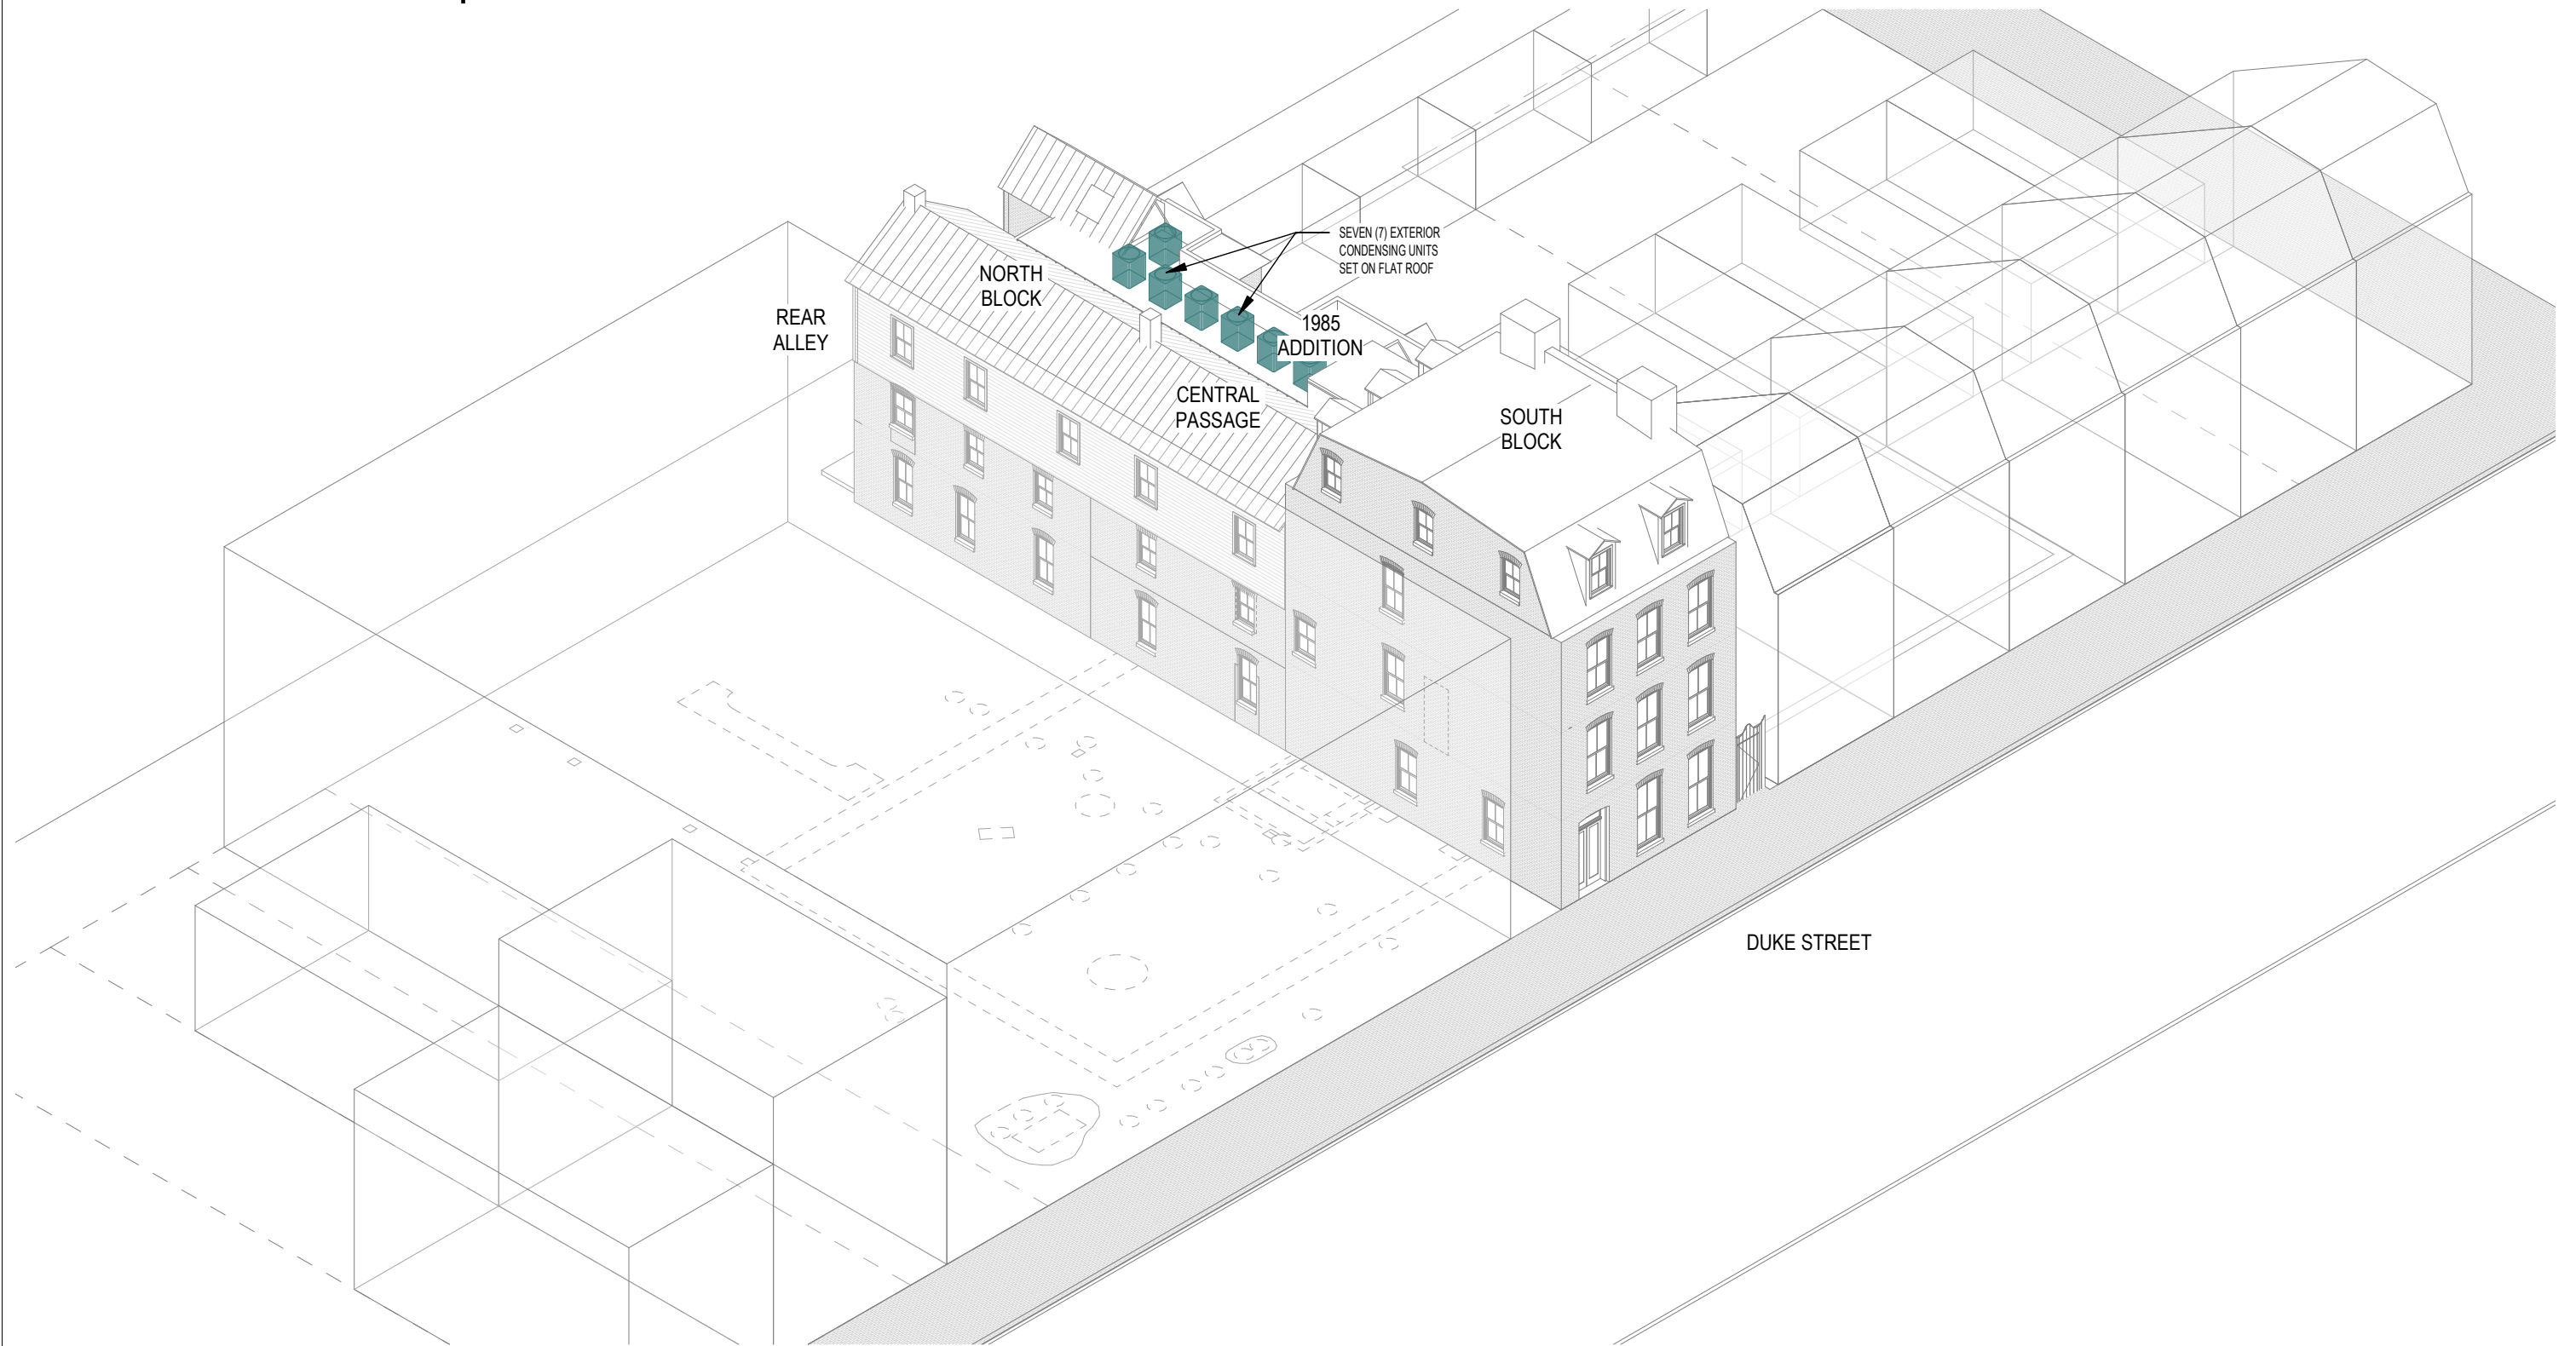 SEVEN (7) EXTERIOR
CONDENSING UNITS
SET ON FLAT ROOF
NORTH
BLOCK
REAR
ALLEY
1985
ADDITION
CENTRAL
PASSAGE
SOUTH
BLOCK
DUKE STREET